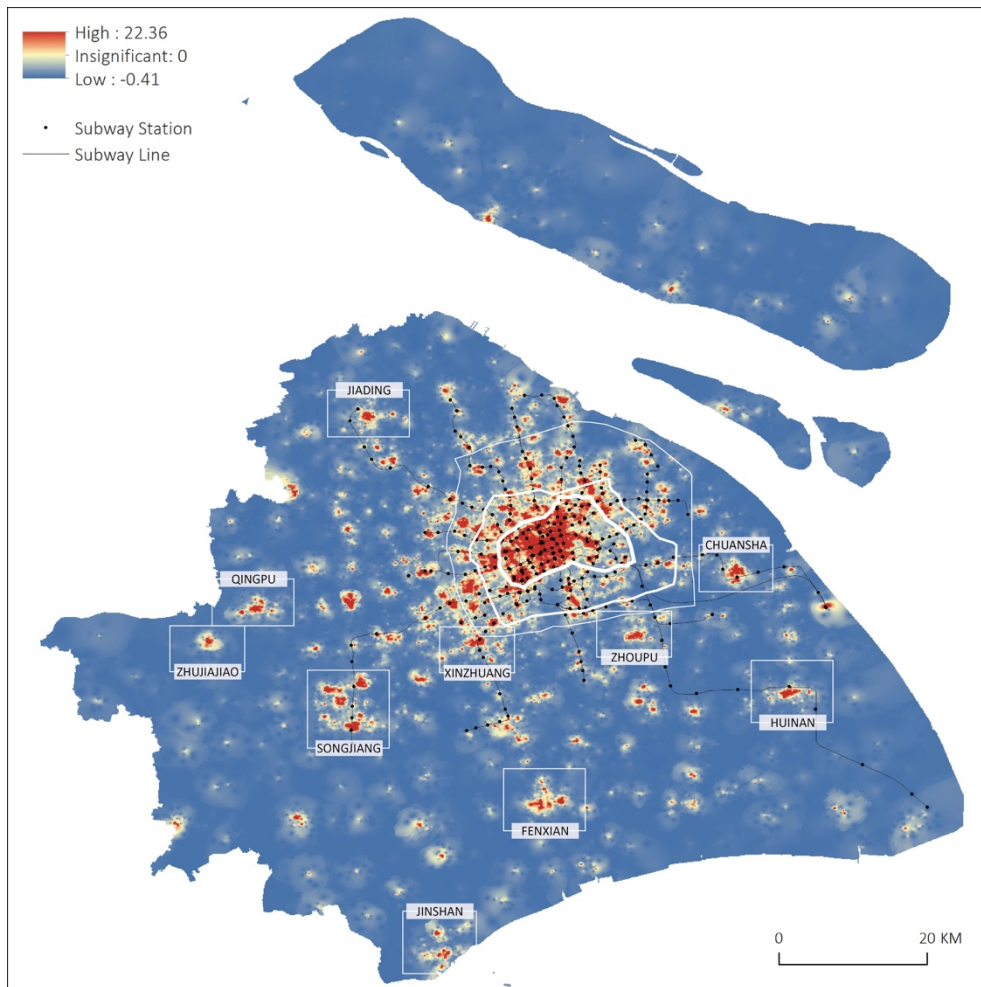 High : 22.36
Insignificant: 0
Low : -0.41
Subway Station
Subway Line
JIADING
CHUANSHA
QINGPU
ZHUJIAJIAO
XINZHUANG
ZHOUPU
HUINAN
SONGJIANG
FENXIAN
JINSHAN
0 20 KM